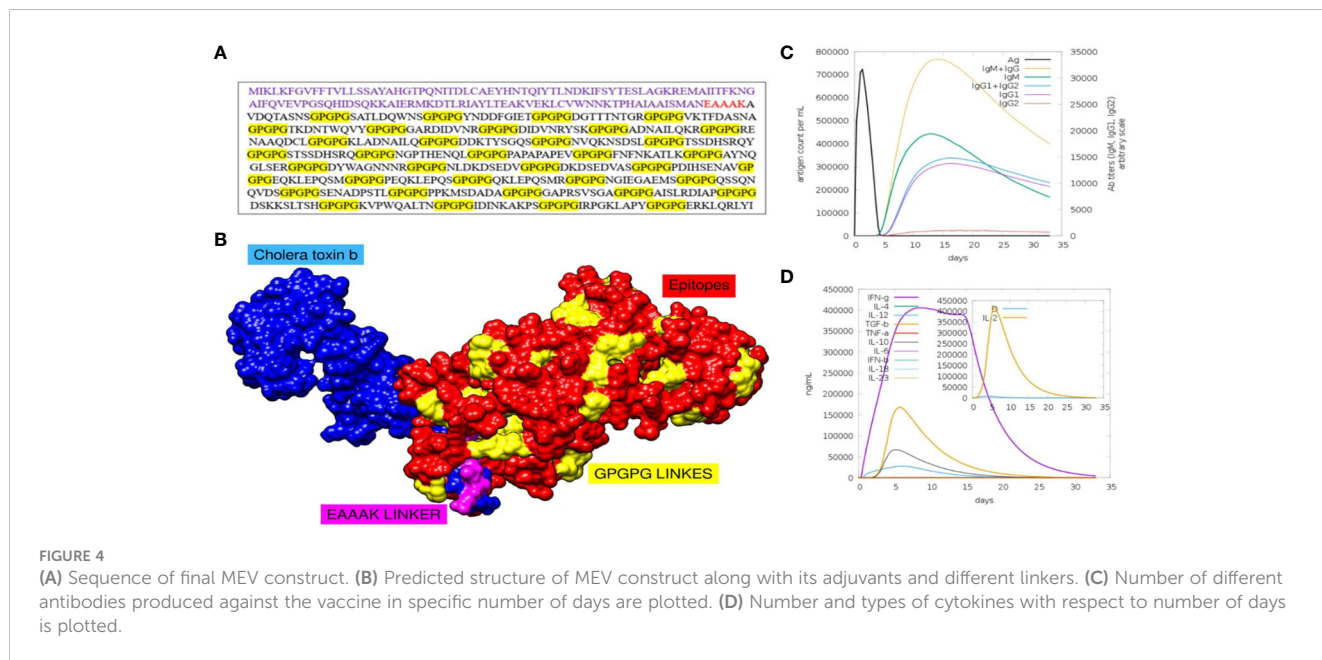 A
MIKLKFGVFFTVLLSSAYAHGTPQNITDLCAEYHNTQIYTLNDKIFSYTESLAGKREMAIITFKNG
AIFQVEVPGSQHIDSQKKAIERMKDTLRIAYLTEAKVEKLCVWNNKTPHAIAAISMANEAAAKA
VDQTASNSGPGPGSATLDQWNSGPGPGYNDDFGIETGPGPGDGTTTNTGRGPGPGVKTFDASNA
GPGPGTKDNTWQVYGPGPGGARDIDVNRGPGPGDIDVNRYSKGPGPGADNAILQKRGPGPGRE
NAAQDCLGPGPGKLADNAILQGPGPGDDKTYSGQSGPGPGNVQKNSDSLGPGPGTSSDHSRQY
GPGPGSTSSDHSRQGPGPGNGPTHENQLGPGPGPAPAPAPEVGPGPGFNFNKATLKGPGPGAYNQ
GLSERGPGPGDYWAGNNNRGPGPGNLDKDSEDVGPGPGDKDSEDVASGPGPGPDIHSENAVGP
GPGEQKLEPQSMGPGPGPEQKLEPQSGPGPGQKLEPQSMRGPGPGNGIEGAEMSGPGPGQSSQN
QVDSGPGPGSENADPSTLGPGPGPPKMSDADAGPGPGGAPRSVSGAGPGPGAISLRDIAPGPGPG
DSKKSLTSHGPGPGKVPWQALTNGPGPGIDINKAKPSGPGPGIRPGKLAPYGPGPGERKLQRLYI
B
Cholera toxin b
Epitopes
GPGPG LINKES
EAAAK LINKER
C
800000
700000
600000
500000
400000
300000
200000
100000
0
antigen count per mL
Ag
IgM+IgG
IgM
IgG1+IgG2
IgG1
IgG2
35000
30000
25000
20000
15000
10000
5000
0
Ab titers (IgM, IgG1, IgG2)
arbitrary scale
0 5 10 15 20 25 30 35
days
D
450000
400000
350000
300000
250000
200000
150000
100000
50000
0
ng/mL
IFN-g
IL-4
IL-12
TGF-b
TNF-a
IL-10
IL-6
IFN-b
IL-18
IL-23
450000
400000
350000
300000
250000
200000
150000
100000
50000
0
D
IL-2
0 5 10 15 20 25 30 35
0 5 10 15 20 25 30 35
days
FIGURE 4
(A) Sequence of final MEV construct. (B) Predicted structure of MEV construct along with its adjuvants and different linkers. (C) Number of different
antibodies produced against the vaccine in specific number of days are plotted. (D) Number and types of cytokines with respect to number of days
is plotted.